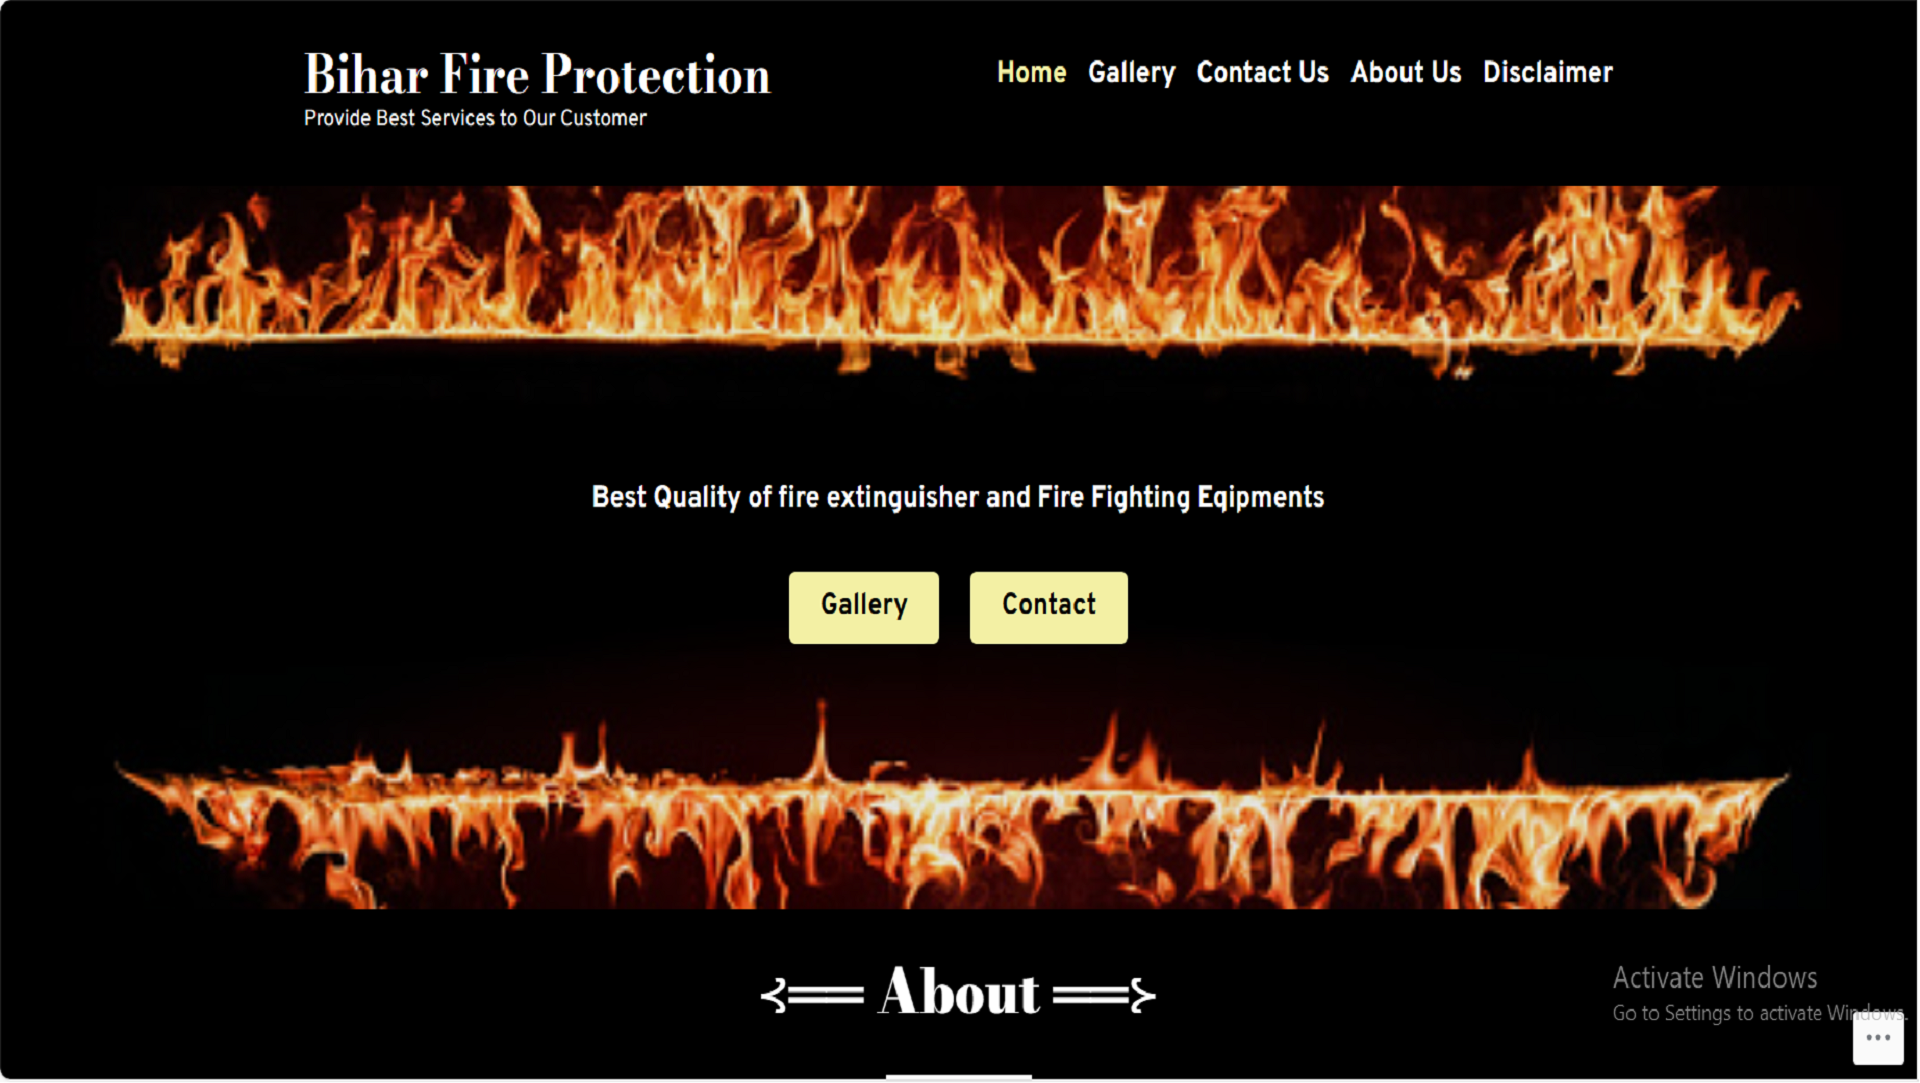 Bihar Fire Protection
Provide Best Services to Our Customer
Home Gallery Contact Us About Us Disclaimer
Best Quality of fire extinguisher and Fire Fighting Eqipments
Gallery Contact
About
Activate Windows
Go to Settings to activate Windows.